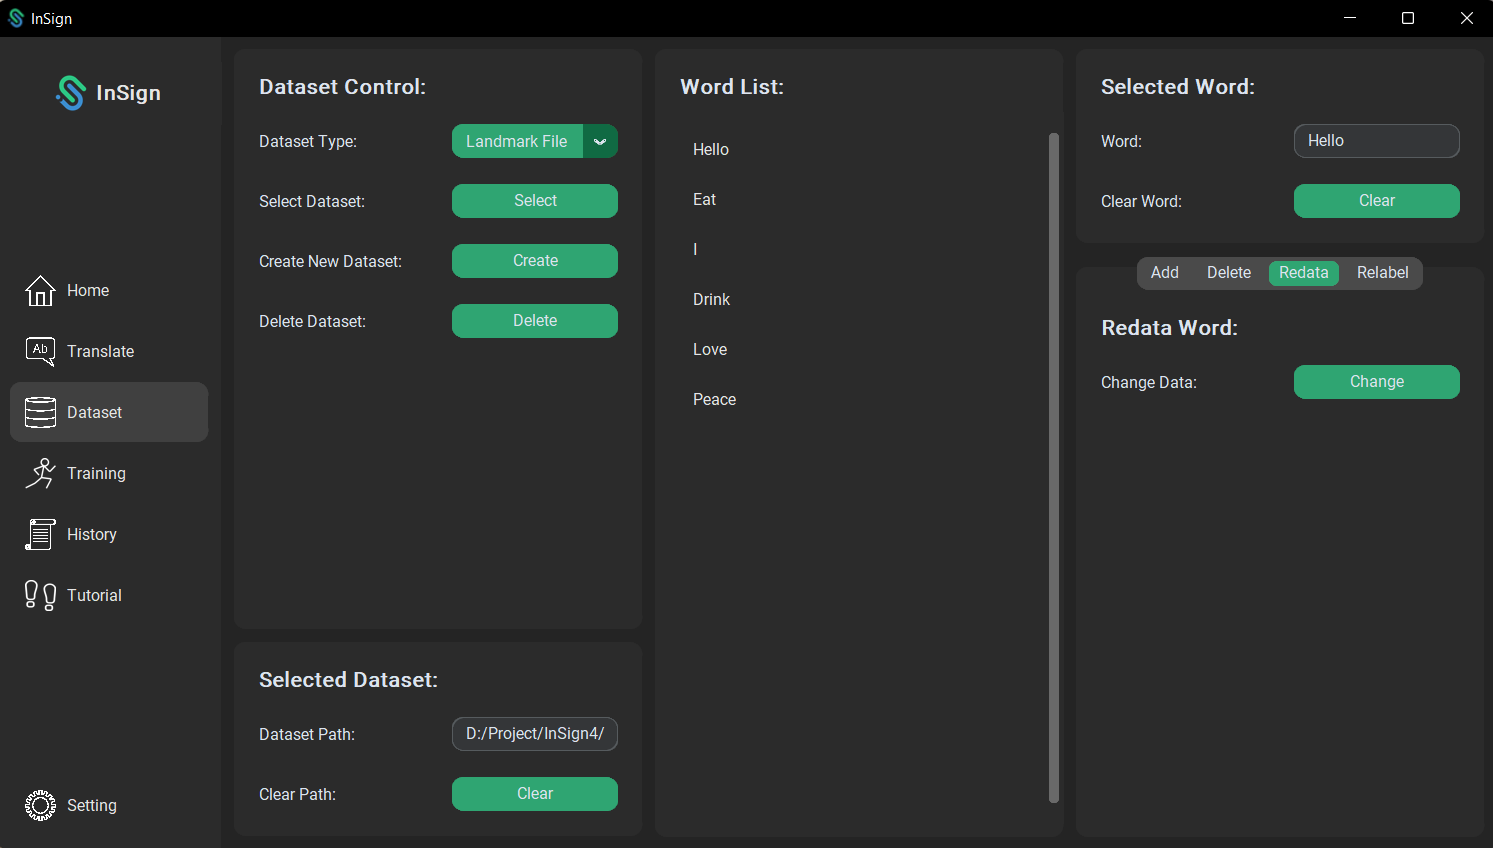 InSign
InSign
Home
Ab
Translate
Dataset
Training
History
Tutorial
Setting
Dataset Control:
Dataset Type:
Landmark File
Select Dataset:
Select
Create New Dataset:
Create
Delete Dataset:
Delete
Selected Dataset:
Dataset Path:
D:/Project/InSign4/
Clear Path:
Clear
Word List:
Hello
Eat
I
Drink
Love
Peace
Selected Word:
Word:
Hello
Clear Word:
Clear
Add Delete Redata Relabel
Redata Word:
Change Data:
Change